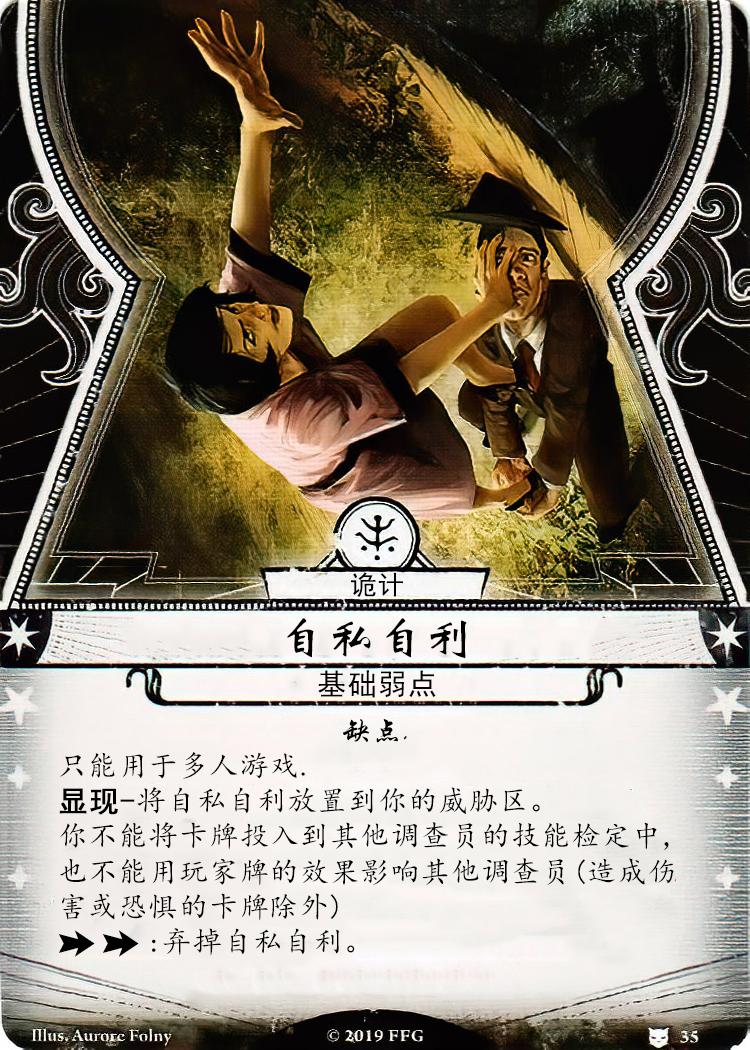 诡计
自私自利
基础弱点
缺点.
只能用于多人游戏.
显现-将自私自利放置到你的威胁区。
你不能将卡牌投入到其他调查员的技能检定中,
也不能用玩家牌的效果影响其他调查员(造成伤
害或恐惧的卡牌除外)
:弃掉自私自利。
Illus. Aurore Folny
© 2019 FFG
35